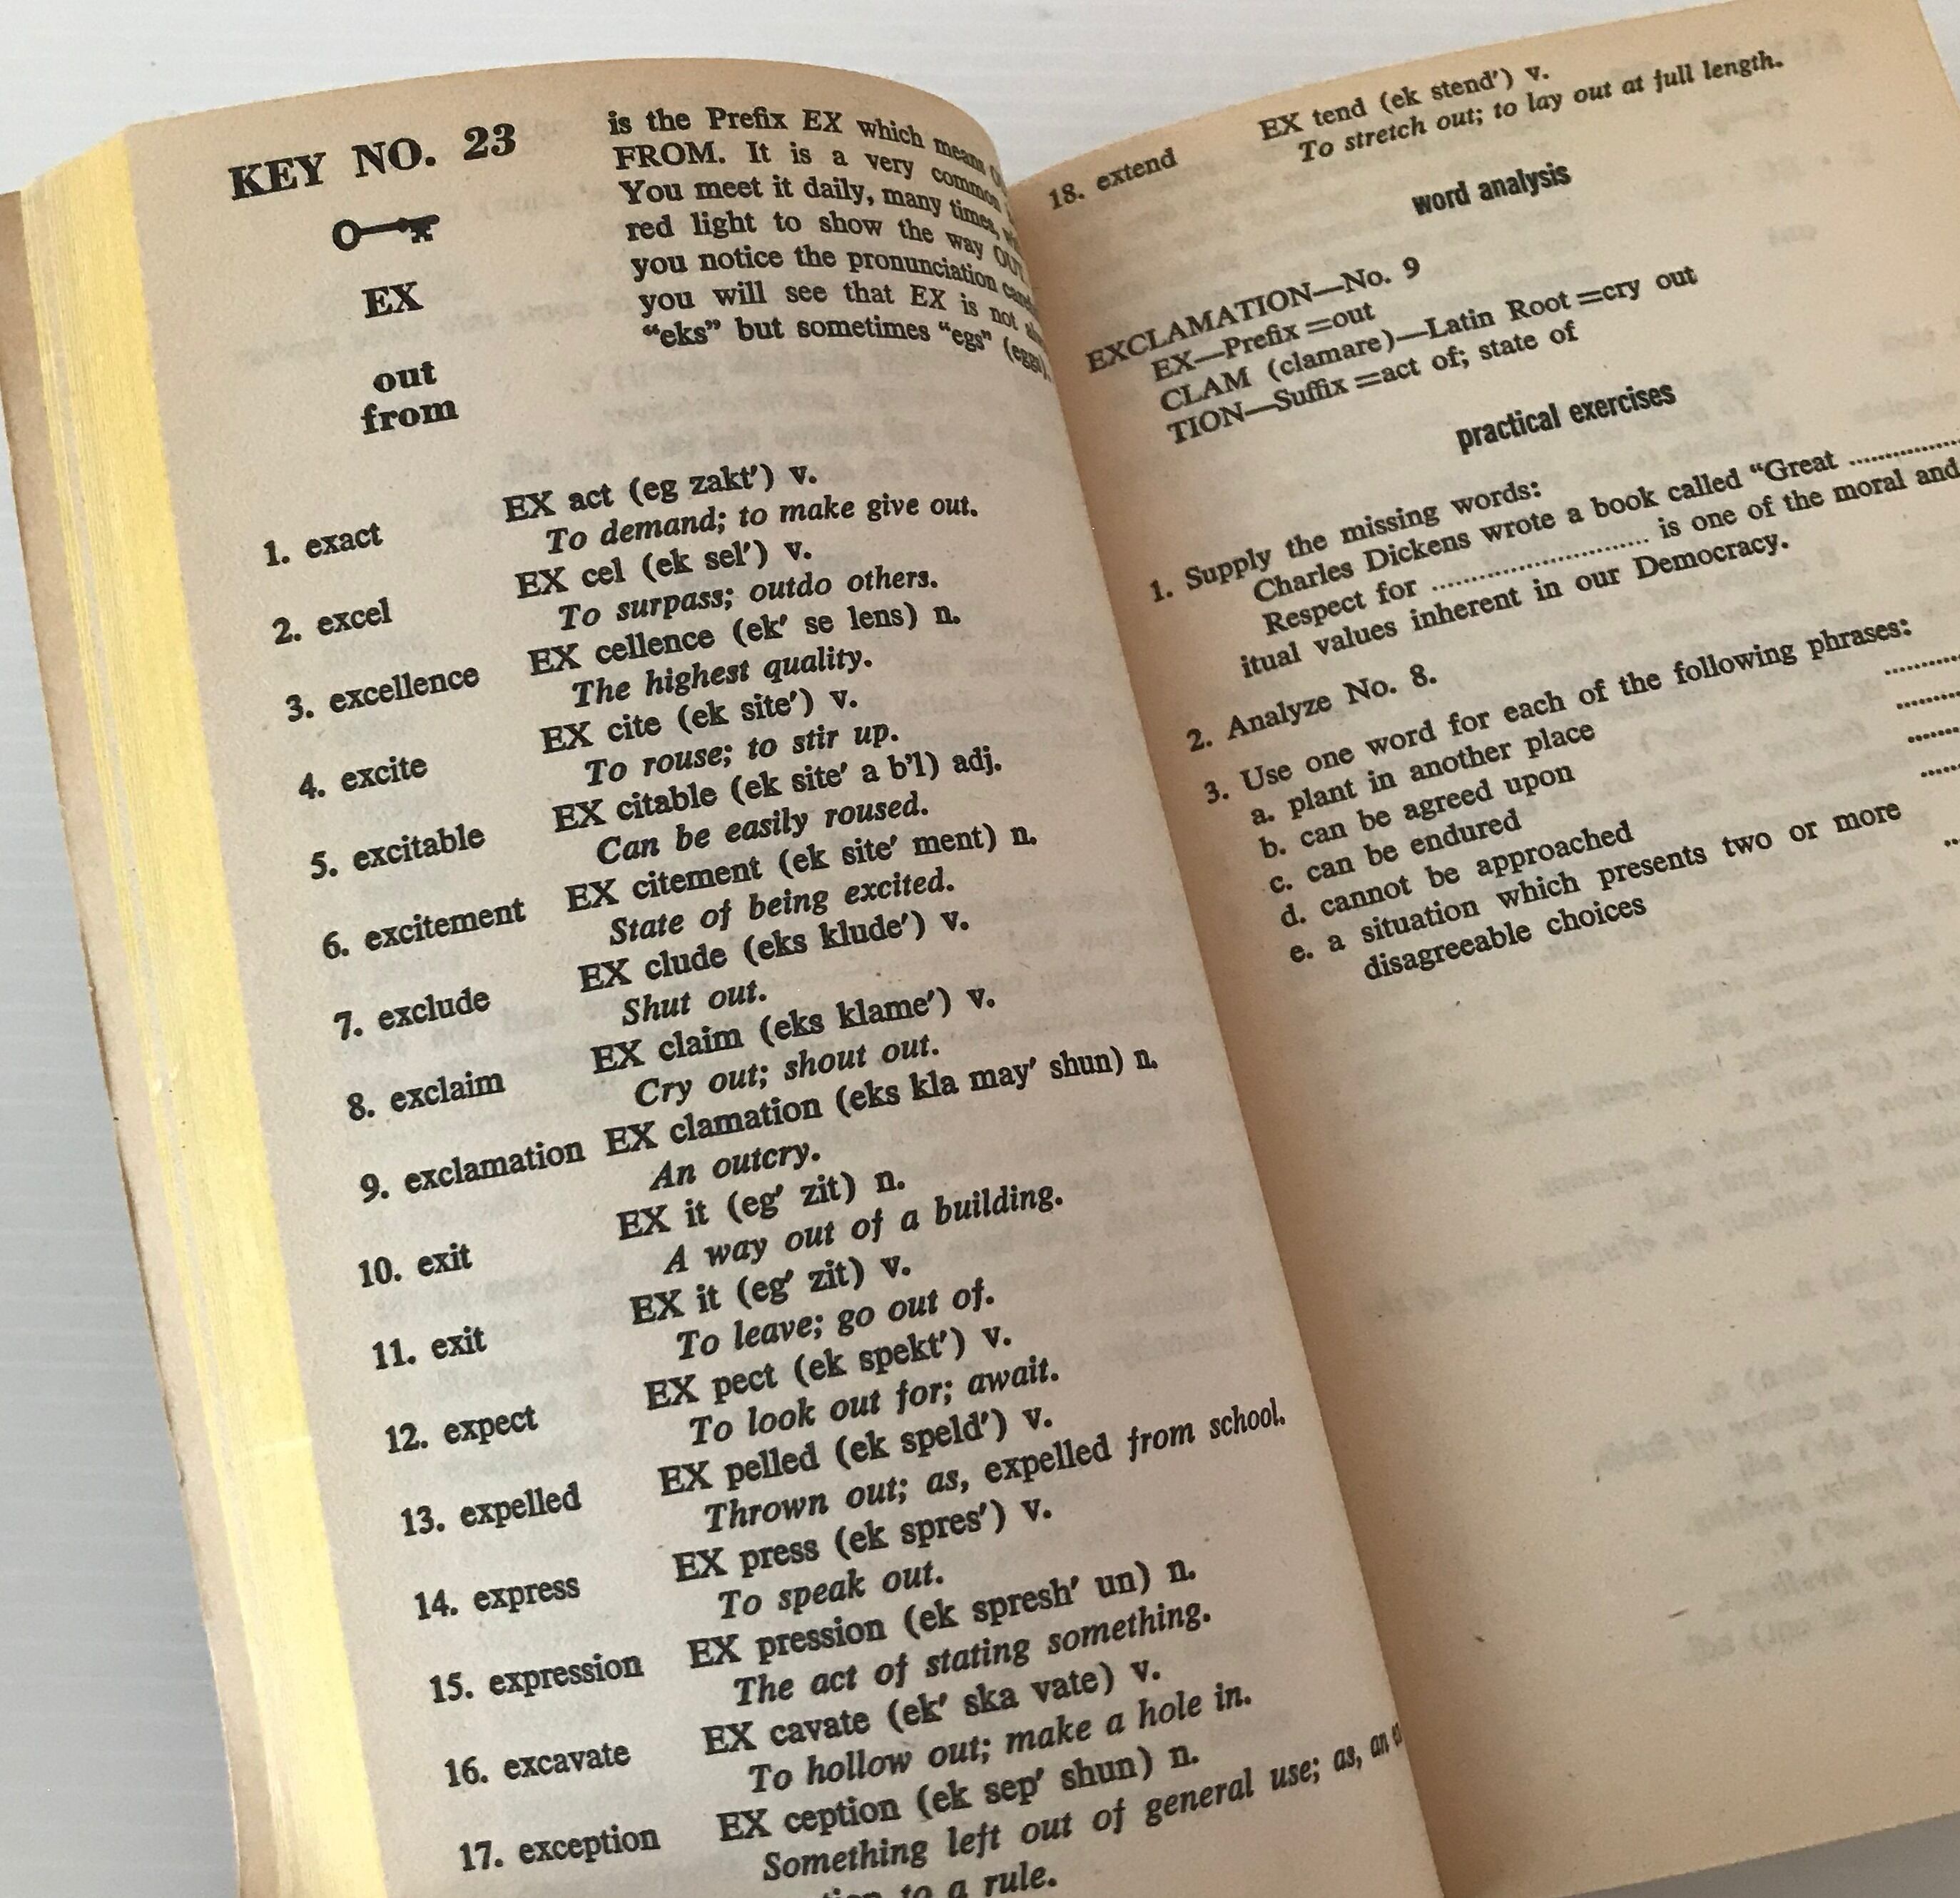 KEY NO. 23
EX
out
from
is the Prefix EX which means
FROM. It is a very common
You meet it daily, many times,
red light to show the way OUT
you notice the pronunciation
you will see that EX is not
“eks” but sometimes “egs” (eggs).
1. exact EX act (eg zakt′) v.
To demand; to make give out.
2. excel EX cel (ek sel′) v.
To surpass; outdo others.
3. excellence EX cellence (ek′ se lens) n.
The highest quality.
4. excite EX cite (ek site′) v.
To rouse; to stir up.
5. excitable EX citable (ek site′ a b’l) adj.
Can be easily roused.
6. excitement EX citement (ek site′ ment) n.
State of being excited.
7. exclude EX clude (eks klude′) v.
Shut out.
8. exclaim EX claim (eks klame′) v.
Cry out; shout out.
9. exclamation EX clamation (eks kla may′ shun) n.
An outcry.
10. exit EX it (eg′ zit) n.
A way out of a building.
11. exit EX it (eg′ zit) v.
To leave; go out of.
12. expect EX pect (ek spekt′) v.
To look out for; await.
13. expelled EX pelled (ek speld′) v.
Thrown out; as, expelled from school.
14. express EX press (ek spres′) v.
To speak out.
15. expression EX pression (ek spresh′ un) n.
The act of stating something.
16. excavate EX cavate (ek′ ska vate) v.
To hollow out; make a hole in.
17. exception EX ception (ek sep′ shun) n.
Something left out of general use; as, an
to a rule.
18. extend EX tend (ek stend′) v.
To stretch out; to lay out at full length.
word analysis
EXCLAMATION—No. 9
EX—Prefix=out
CLAM (clamare)—Latin Root=cry out
TION—Suffix=act of; state of
practical exercises
1. Supply the missing words:
Charles Dickens wrote a book called “Great ................
Respect for .............................. is one of the moral and
itual values inherent in our Democracy.
2. Analyze No. 8.
3. Use one word for each of the following phrases:
a. plant in another place
b. can be agreed upon
c. can be endured
d. cannot be approached
e. a situation which presents two or more
disagreeable choices